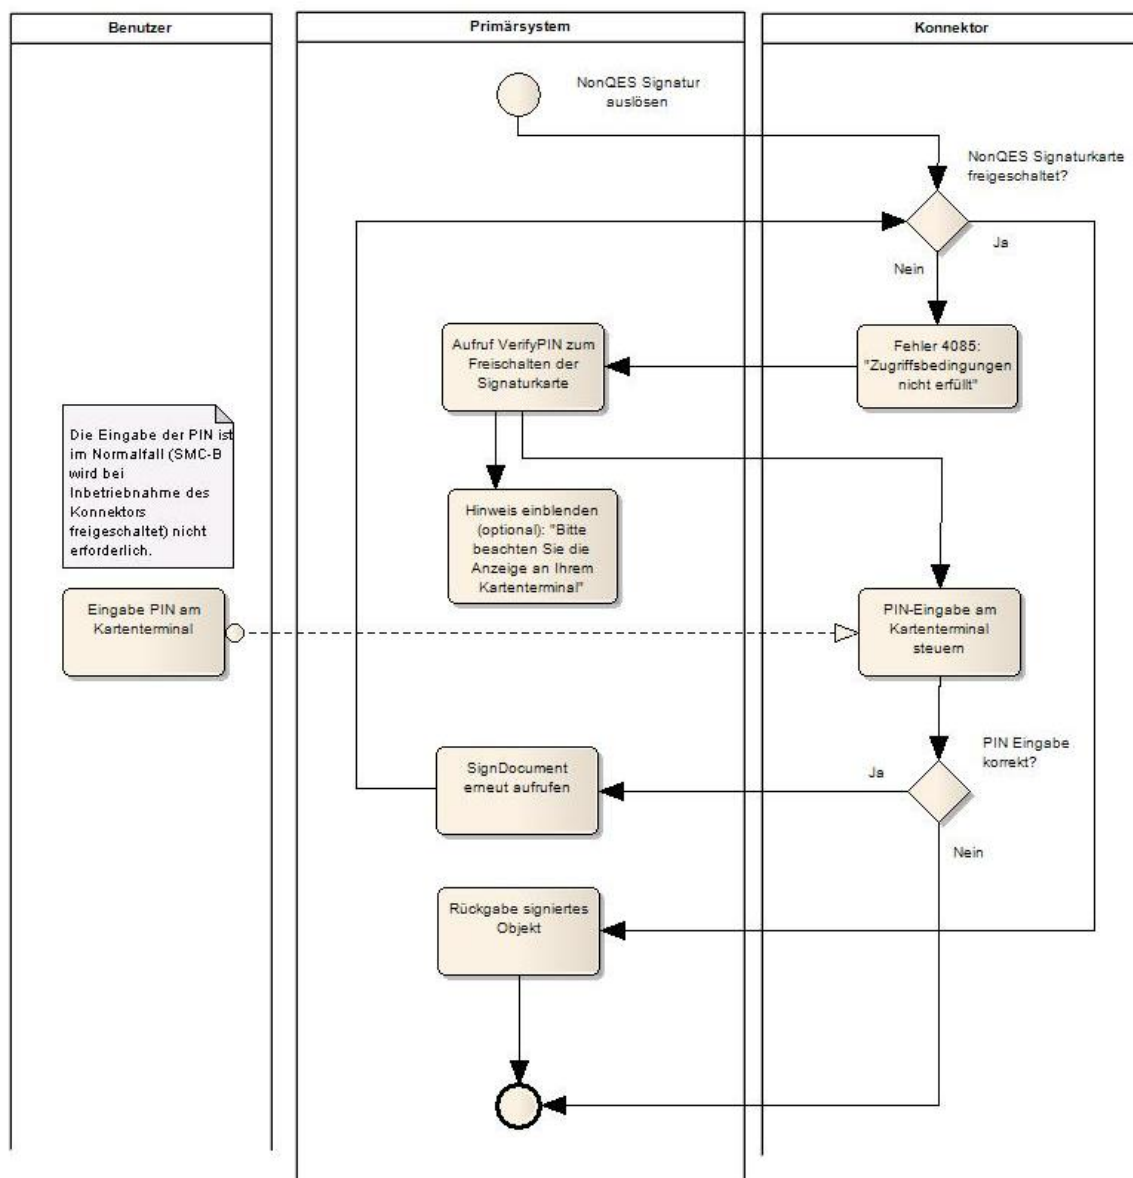 Benutzer
Primärsystem
Konnektor
NonQES Signatur
auslösen
NonQES Signaturkarte
freigeschaltet?
Ja
Nein
Aufruf VerifyPIN zum
Freischalten der
Signaturkarte
Fehler 4085:
"Zugriffsbedingungen
nicht erfüllt"
Die Eingabe der PIN ist
im Normalfall (SMC-B
wird bei
Inbetriebnahme des
Konnektors
freigeschaltet) nicht
erforderlich.
Hinweis einblenden
(optional): "Bitte
beachten Sie die
Anzeige an Ihrem
Kartenterminal"
Eingabe PIN am
Kartenterminal
PIN-Eingabe am
Kartenterminal
steuern
PIN Eingabe
korrekt?
SignDocument
erneut aufrufen
Ja
Nein
Rückgabe signiertes
Objekt